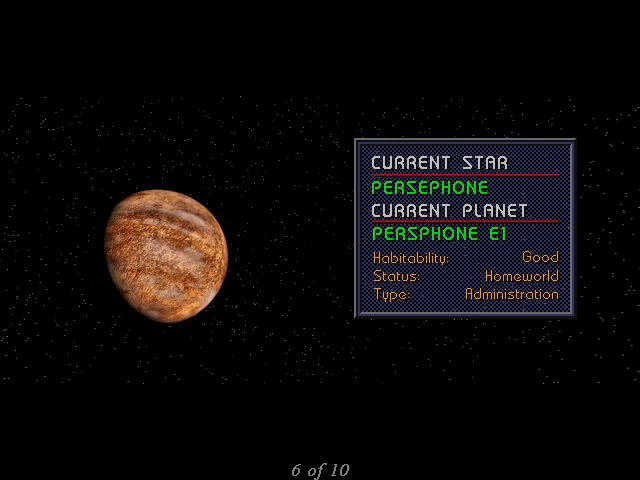 CURRENT STAR
PERSEPHONE
CURRENT PLANET
PERSPHONE E1
Habitability: Good
Status: Homeworld
Type: Administration
6 of 10